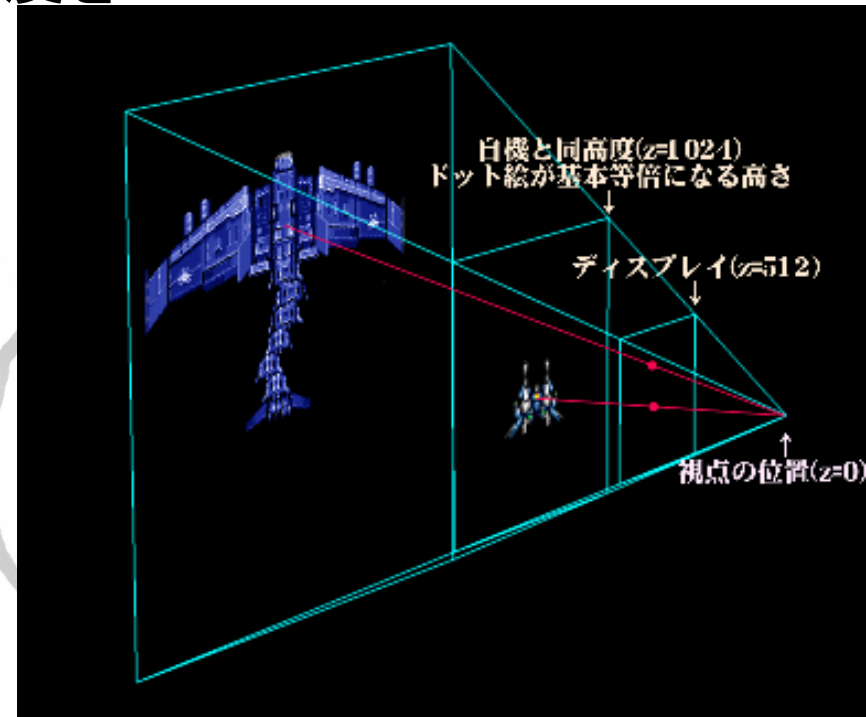 自機と同高度(z=1024)
ドット絵が基本等倍になる高さ
↓
ディスプレイ(z=512)
↓
↑
視点の位置(z=0)